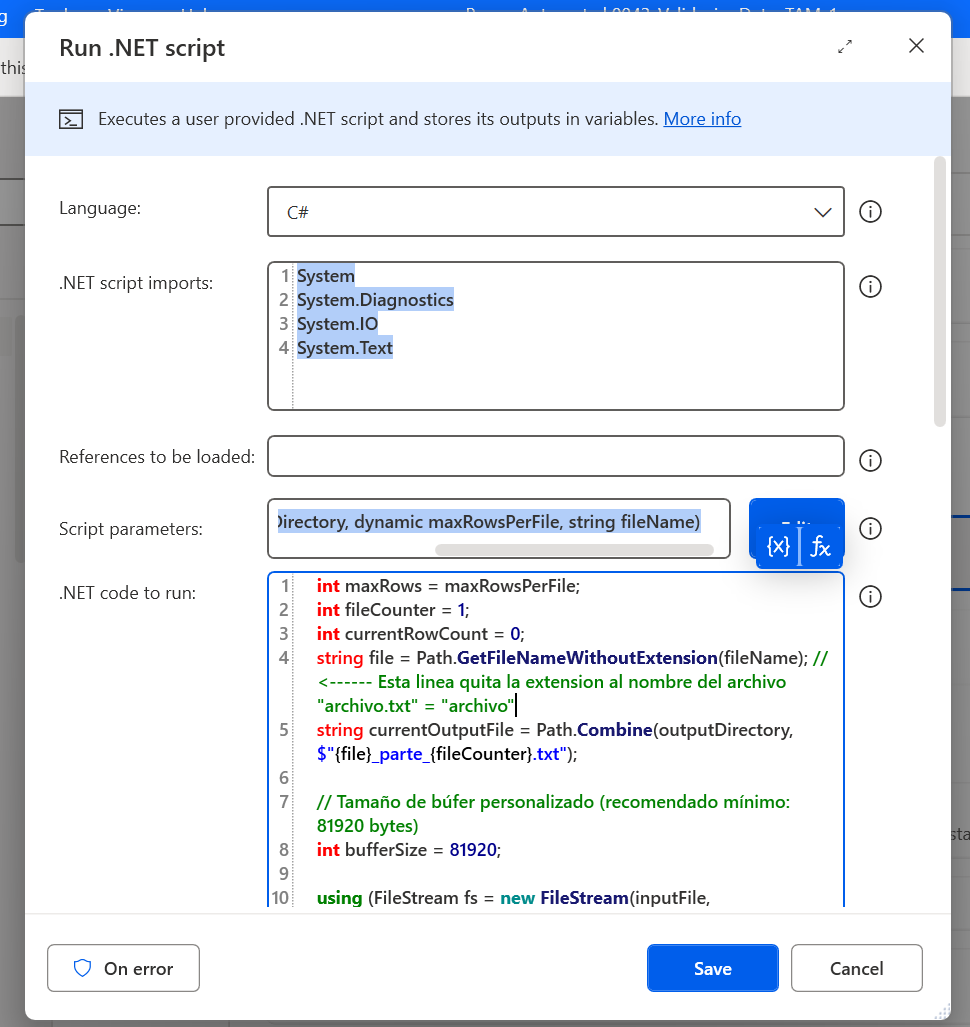 Run .NET script
this
Executes a user provided .NET script and stores its outputs in variables. More info
Language:
C#
.NET script imports:
1 System
2 System.Diagnostics
3 System.IO
4 System.Text
References to be loaded:
Script parameters:
Directory, dynamic maxRowsPerFile, string fileName)
{x} fx
.NET code to run:
1 int maxRows = maxRowsPerFile;
2 int fileCounter = 1;
3 int currentRowCount = 0;
4 string file = Path.GetFileNameWithoutExtension(fileName); //
<------ Esta linea quita la extension al nombre del archivo
"archivo.txt" = "archivo"
5 string currentOutputFile = Path.Combine(outputDirectory,
$"{file}_parte_{fileCounter}.txt");
6
7 // Tamaño de búfer personalizado (recomendado mínimo:
81920 bytes)
8 int bufferSize = 81920;
9
10 using (FileStream fs = new FileStream(inputFile,
sta
On error
Save
Cancel